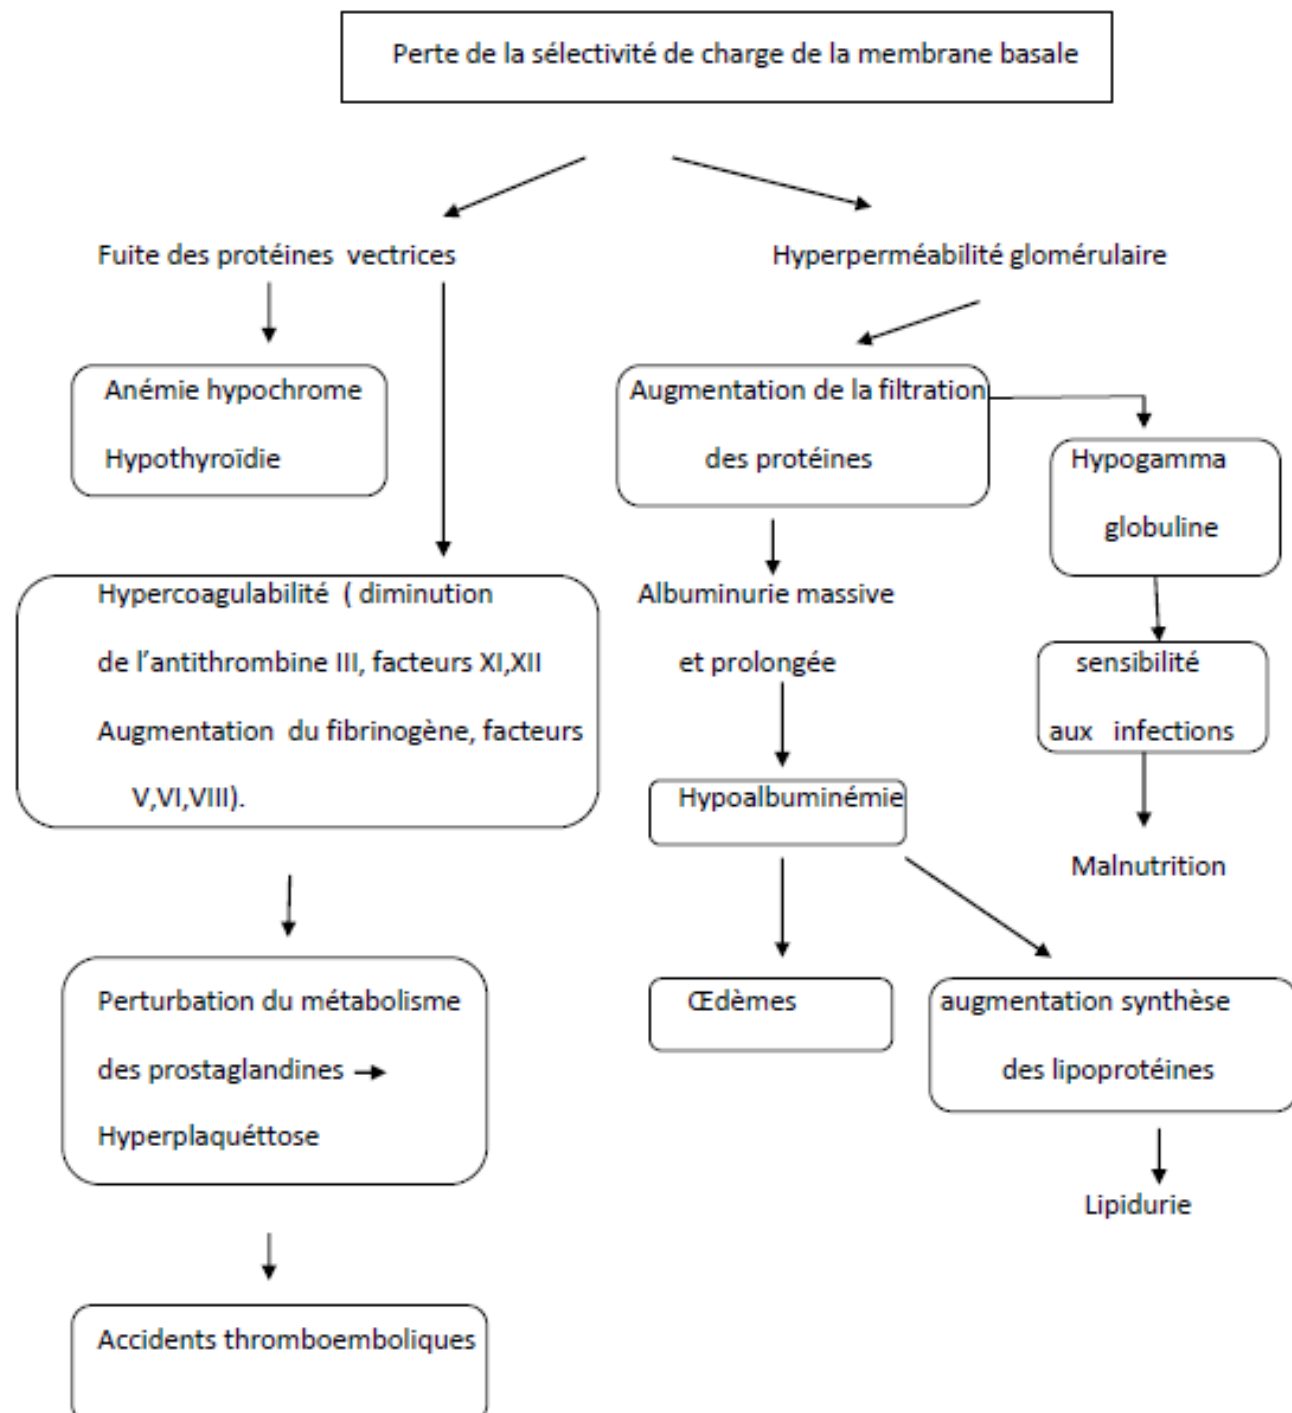 Perte de la sélectivité de charge de la membrane basale
Fuite des protéines vectrices
Hyperperméabilité glomérulaire
Anémie hypochrome
Hypothyroïdie
Augmentation de la filtration
des protéines
Hypogamma
globuline
Hypercoagulabilité ( diminution
de l'antithrombine III, facteurs XI,XII
Augmentation du fibrinogène, facteurs
V,VI,VIII).
Albuminurie massive
et prolongée
sensibilité
aux infections
Hypoalbuminémie
Malnutrition
Perturbation du métabolisme
des prostaglandines →
Hyperplaquéttose
Œdèmes
augmentation synthèse
des lipoprotéines
Lipidurie
Accidents thromboemboliques